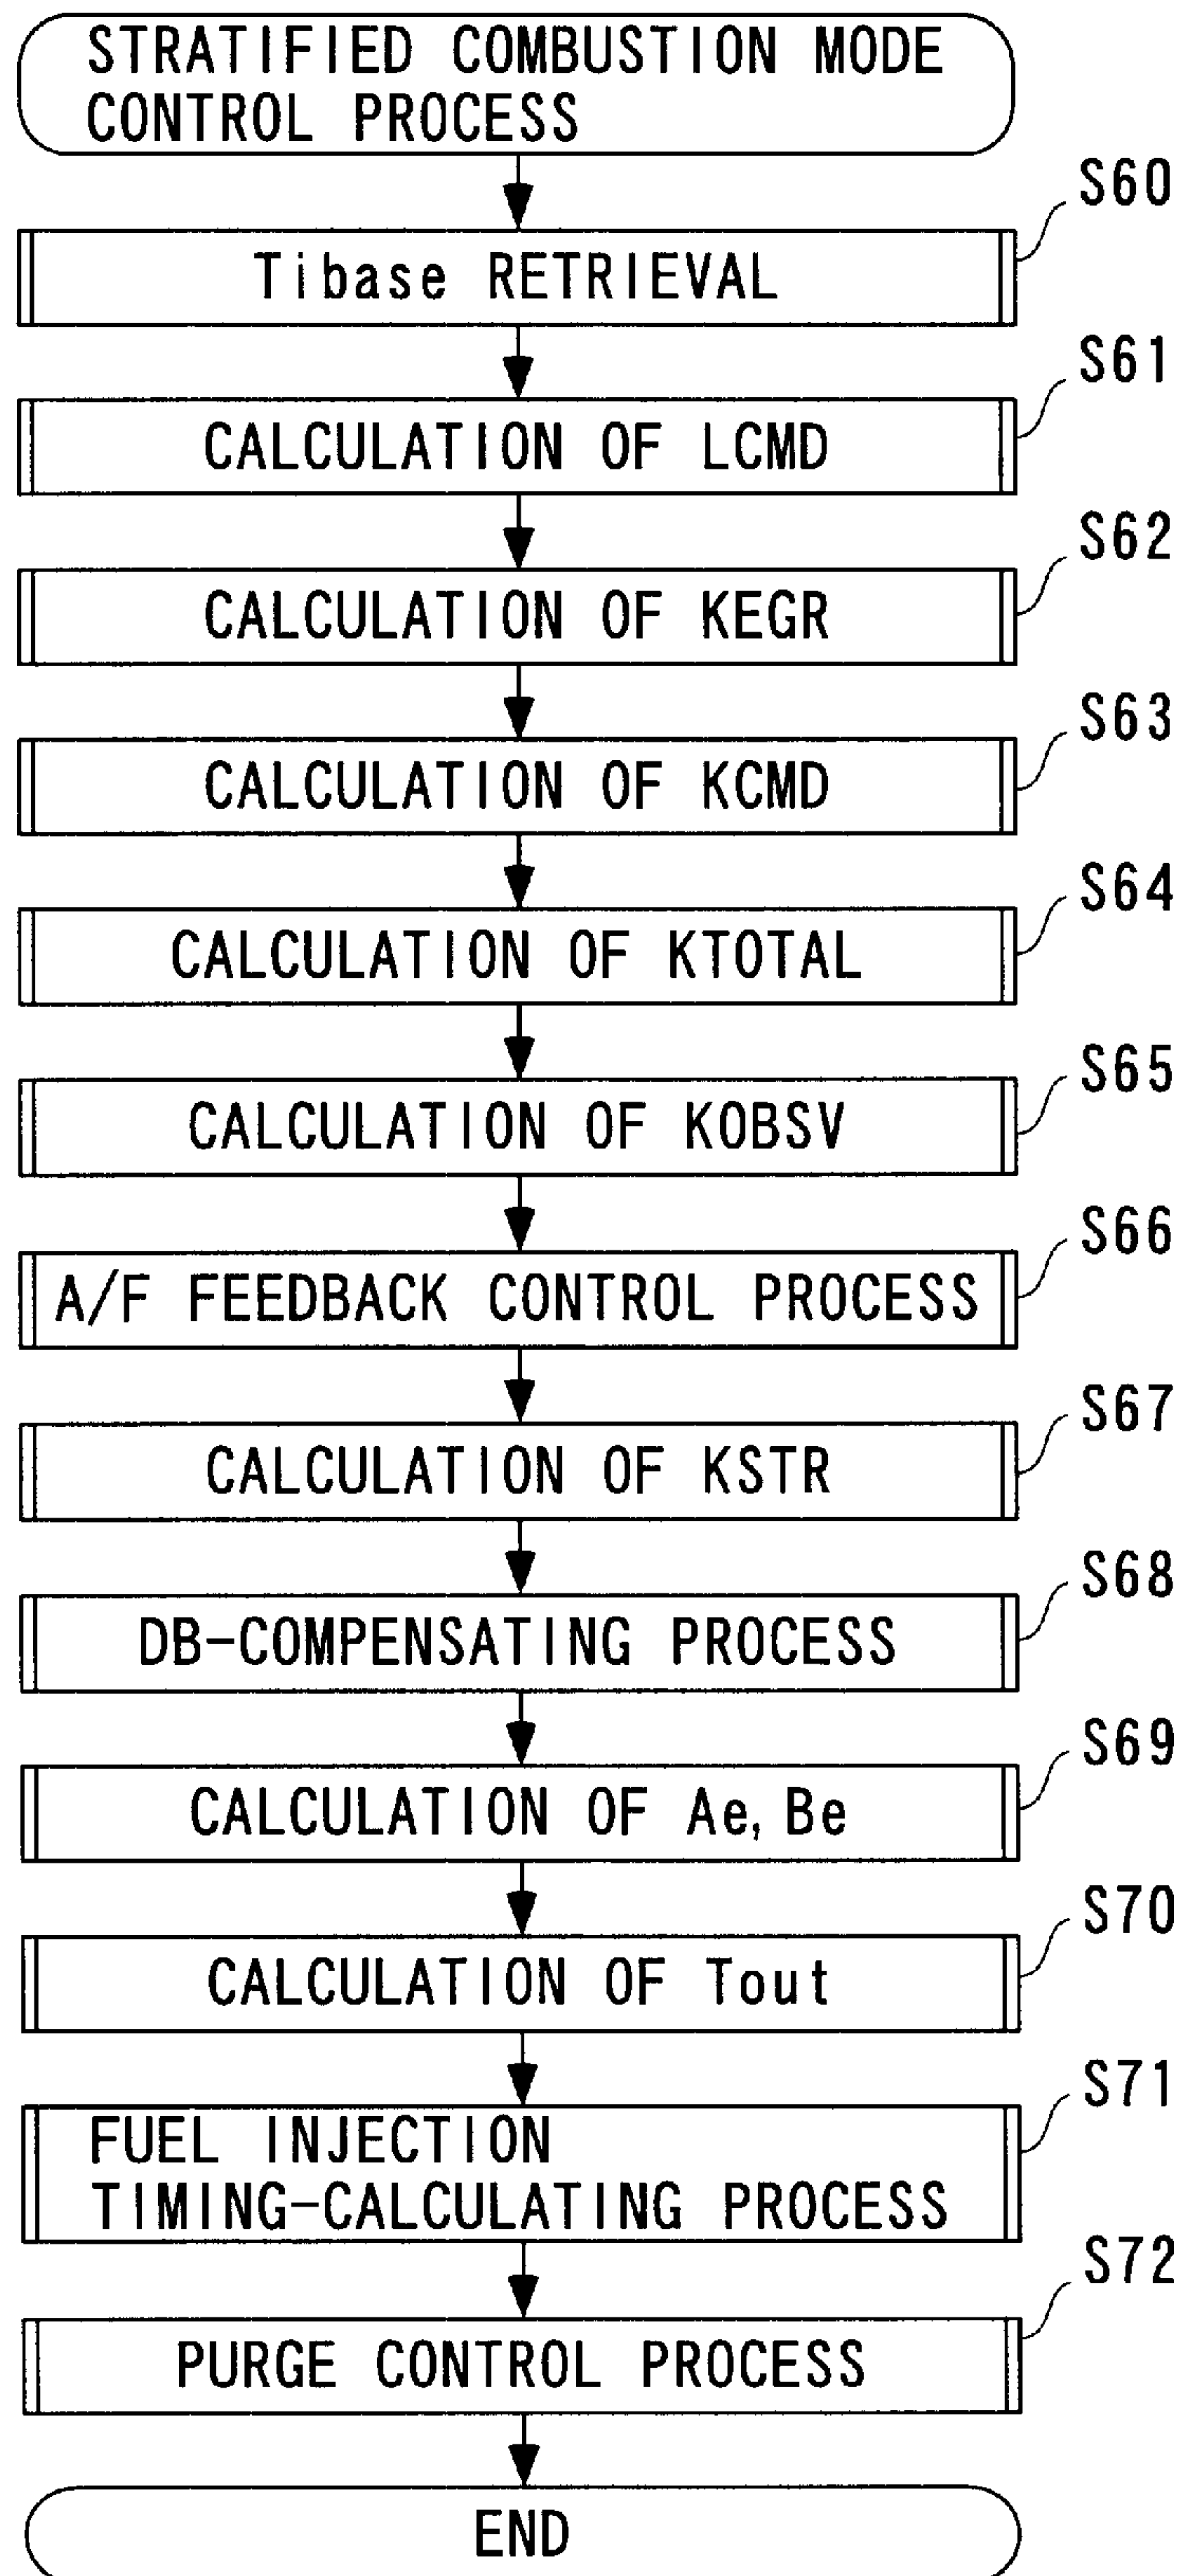 STRATIFIED COMBUSTION MODE
CONTROL PROCESS
S60
Tibase RETRIEVAL
S61
CALCULATION OF LCMD
S62
CALCULATION OF KEGR
S63
CALCULATION OF KCMD
S64
CALCULATION OF KTOTAL
S65
CALCULATION OF KOBSV
S66
A/F FEEDBACK CONTROL PROCESS
S67
CALCULATION OF KSTR
S68
DB-COMPENSATING PROCESS
S69
CALCULATION OF Ae, Be
S70
CALCULATION OF Tout
S71
FUEL INJECTION
TIMING-CALCULATING PROCESS
S72
PURGE CONTROL PROCESS
END